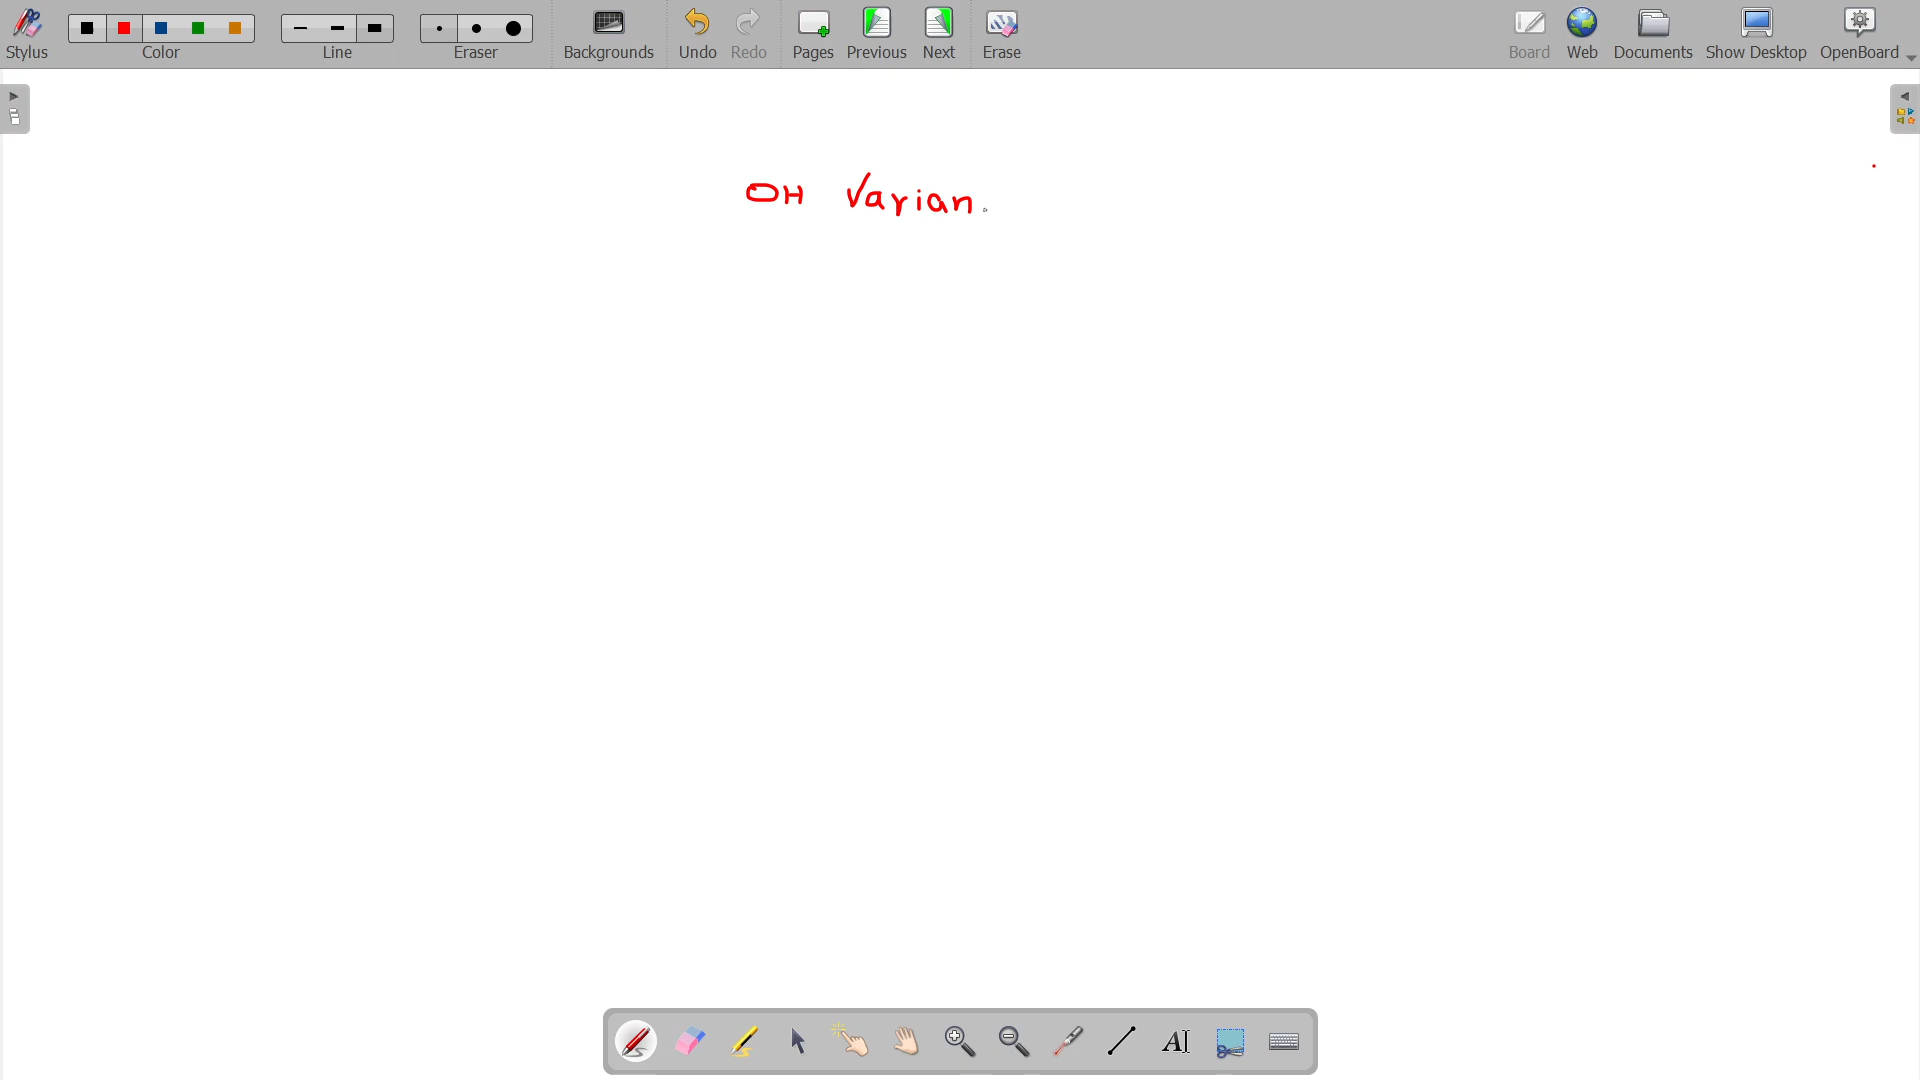 Stylus Color Line Eraser Backgrounds Undo Redo Pages Previous Next Erase Board Web Documents Show Desktop OpenBoard
OH Varian
AI